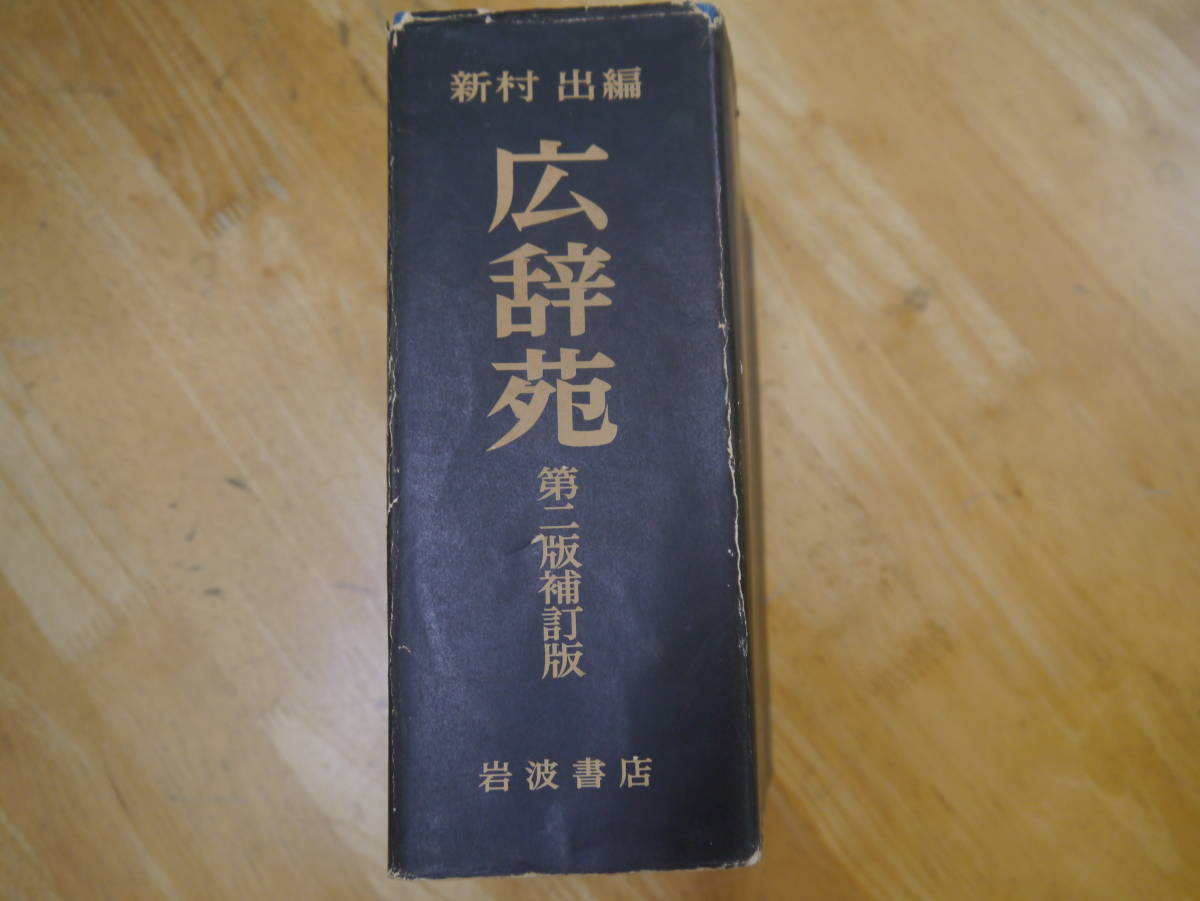 新村 出編
広辞苑
第二版補訂版
岩波書店